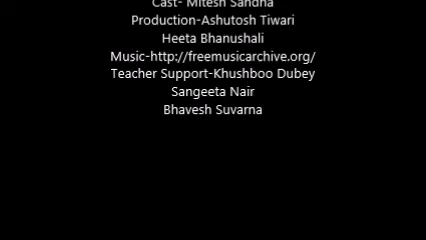 Cast- Mitesh Sandha
Production-Ashutosh Tiwari
Heeta Bhanushali
Music-http://freemusicarchive.org/
Teacher Support-Khushboo Dubey
Sangeeta Nair
Bhavesh Suvarna